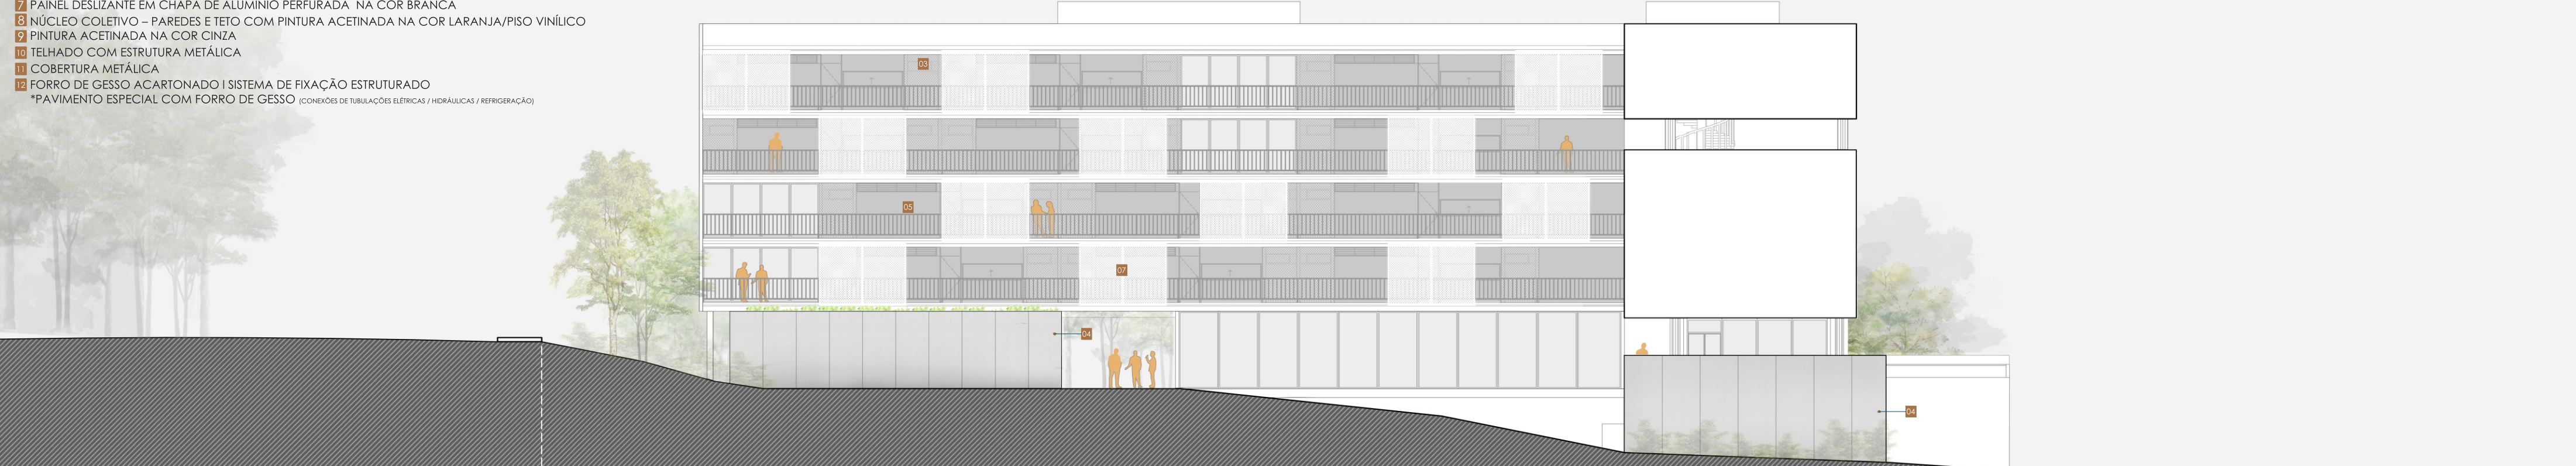 7 PAINEL DESLIZANTE EM CHAPA DE ALUMINIO PERFURADA NA COR BRANCA
8 NÚCLEO COLETIVO – PAREDES E TETO COM PINTURA ACETINADA NA COR LARANJA/PISO VINÍLICO
9 PINTURA ACETINADA NA COR CINZA
10 TELHADO COM ESTRUTURA METÁLICA
11 COBERTURA METÁLICA
12 FORRO DE GESSO ACARTONADO I SISTEMA DE FIXAÇÃO ESTRUTURADO
*PAVIMENTO ESPECIAL COM FORRO DE GESSO (CONEXÕES DE TUBULAÇÕES ELÉTRICAS / HIDRÁULICAS / REFRIGERAÇÃO)
03
05
07
04
04